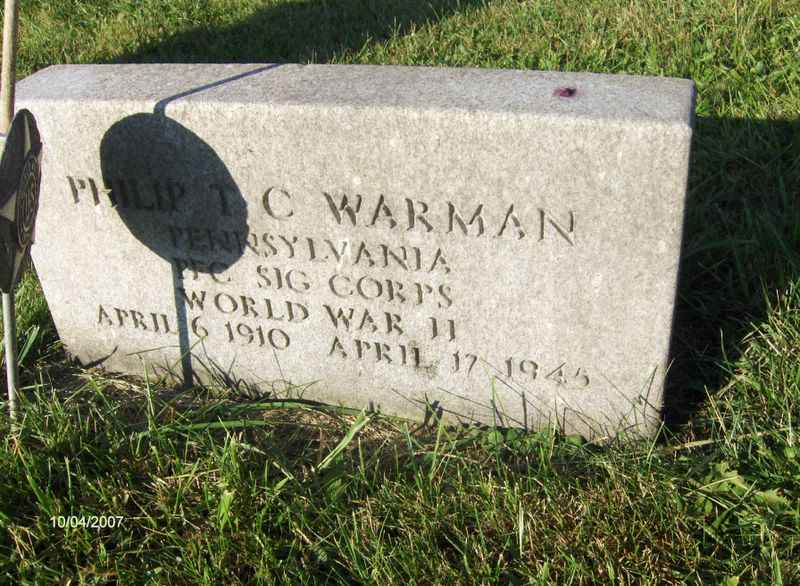 PHILIP T C WARMAN
PENNSYLVANIA
PFC SIG CORPS
WORLD WAR II
APRIL 6 1910 APRIL 17 1945
10/04/2007